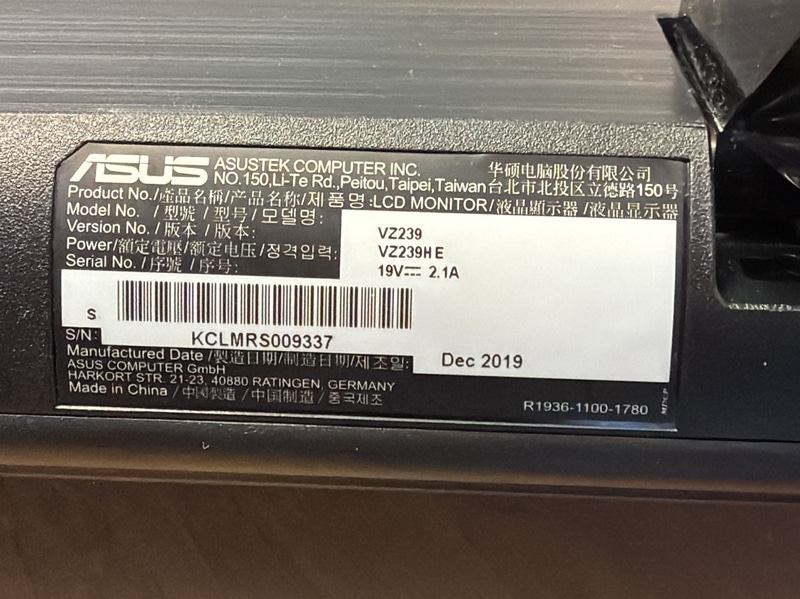 ASUS ASUSTEK COMPUTER INC. 华硕电脑股份有限公司
NO.150,Li-Te Rd.,Peitou,Taipei,Taiwan 台北市北投区立德路150号
Product No./產品名稱/产品名称/제품명:LCD MONITOR/液晶顯示器/液晶显示器
Model No. /型號/型号/모델명: VZ239
Version No./版本/版本: VZ239HE
Power/額定電壓/额定电压/정격입력: 19V⎓ 2.1A
Serial No./序號/序号:
S
S/N: KCLMRS009337
Manufactured Date/製造日期/制造日期/제조일: Dec 2019
ASUS COMPUTER GmbH
HARKORT STR. 21-23, 40880 RATINGEN, GERMANY
Made in China/中國製造/中国制造/중국제조
R1936-1100-1780